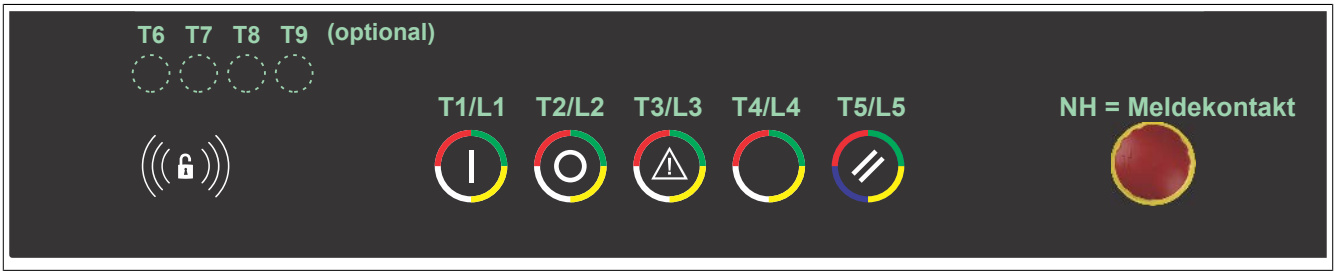 T6 T7 T8 T9 (optional)
T1/L1 T2/L2 T3/L3 T4/L4 T5/L5 NH = Meldekontakt